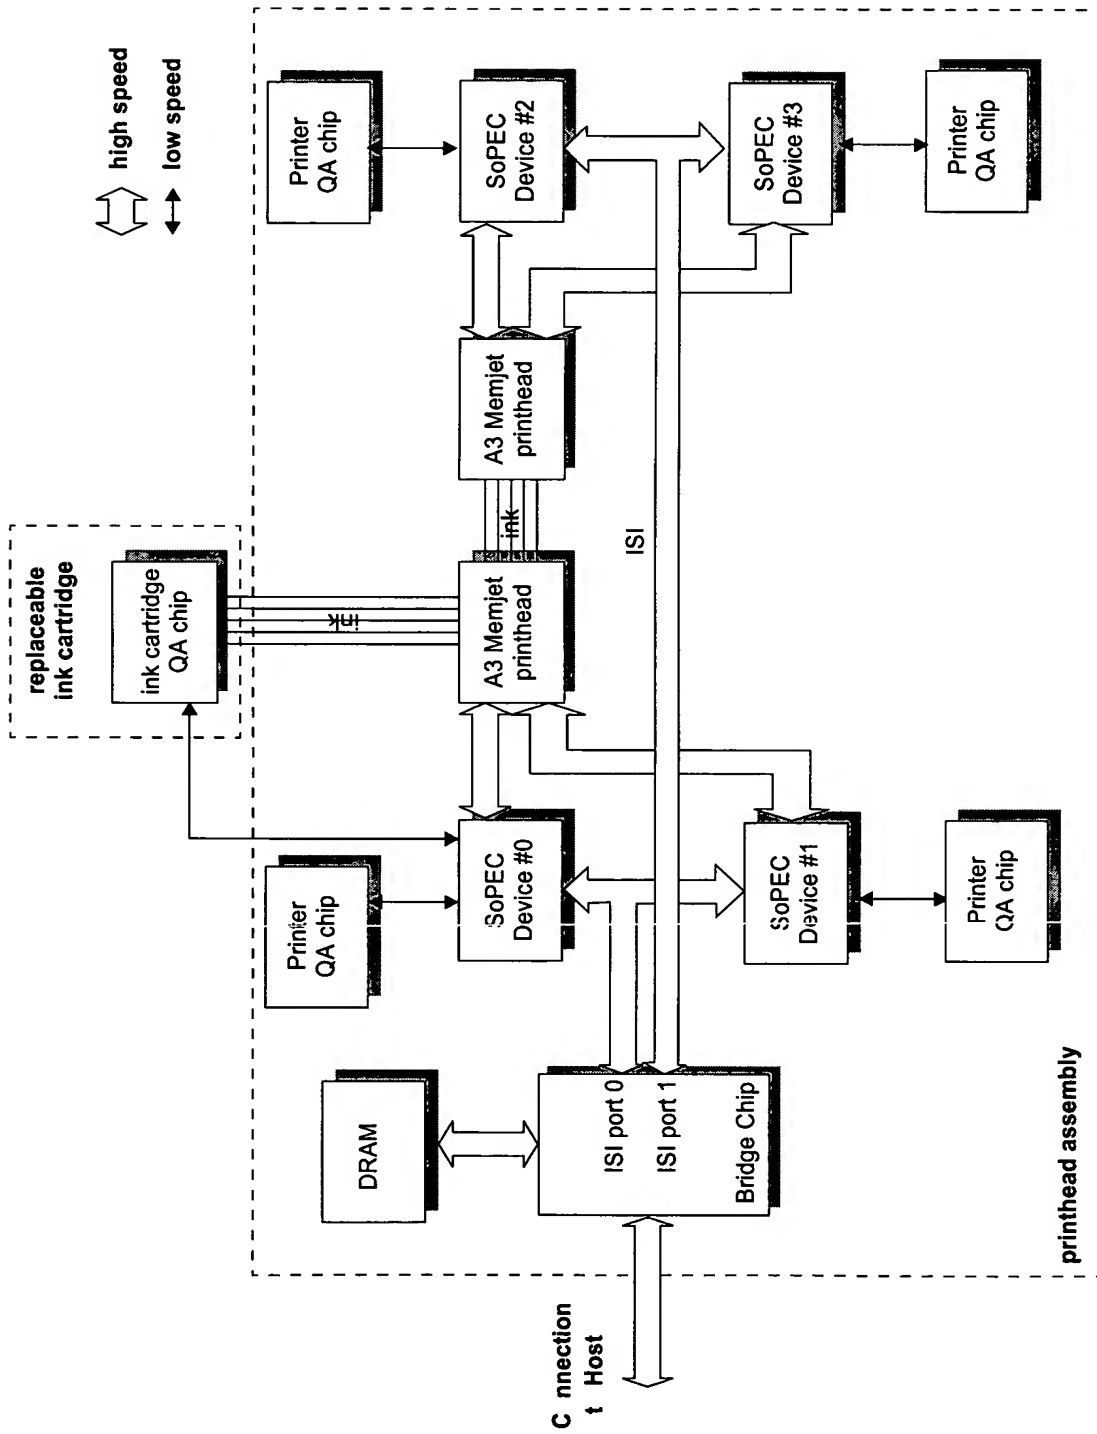 high speed
low speed
replaceable
ink cartridge
ink cartridge
QA chip
Printer
QA chip
Printer
QA chip
DRAM
ink
SoPEC
Device #0
A3 Memjet
printhead
ink
A3 Memjet
printhead
SoPEC
Device #2
C nnection
t Host
ISI port 0
ISI port 1
Bridge Chip
ISI
SoPEC
Device #1
SoPEC
Device #3
Printer
QA chip
Printer
QA chip
printhead assembly